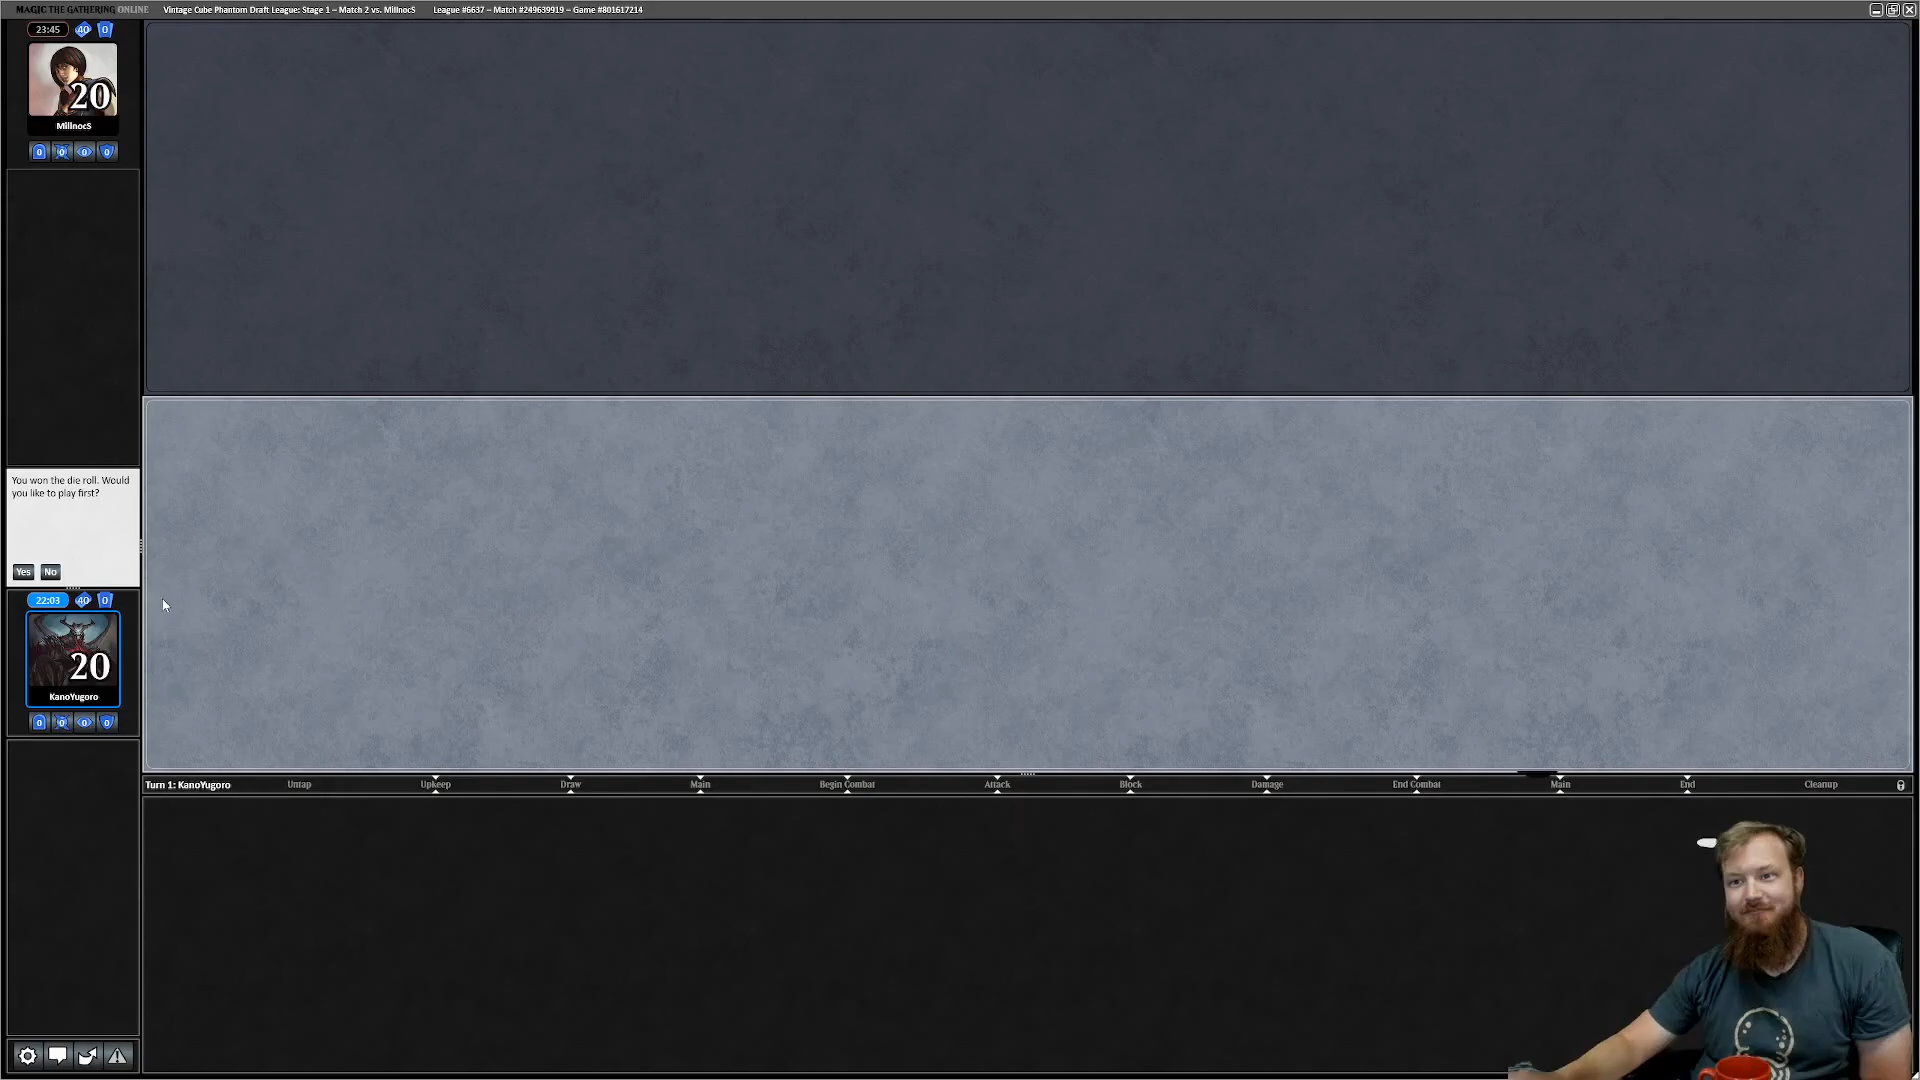 MAGIC THE GATHERING ONLINE
Vintage Cube Phantom Draft League: Stage 1 – Match 2 vs. MillnocS
League #6637 – Match #249639919 – Game #801617214
23:45 40 0
20
MillnocS
0 0 0 0
You won the die roll. Would
you like to play first?
Yes No
22:03 40 0
20
KanoYugoro
0 0 0 0
Turn 1: KanoYugoro Untap Upkeep Draw Main Begin Combat Attack Block Damage End Combat Main End Cleanup